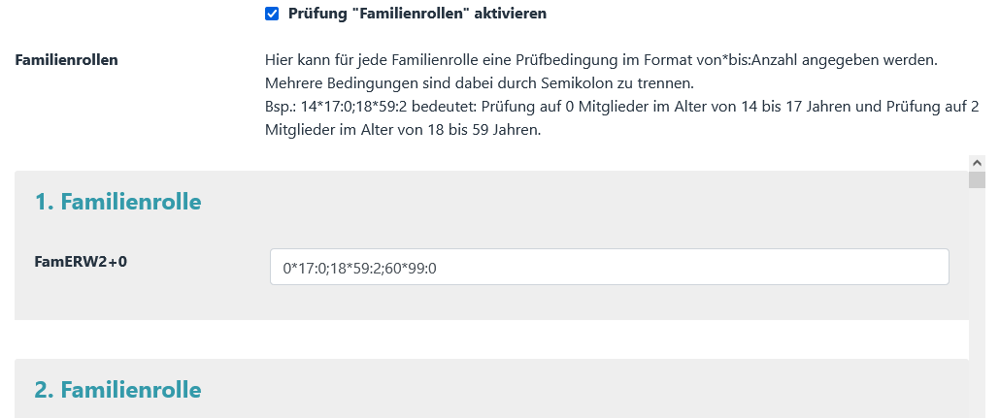 Prüfung "Familienrollen" aktivieren
Familienrollen
Hier kann für jede Familienrolle eine Prüfbedingung im Format von*bis:Anzahl angegeben werden.
Mehrere Bedingungen sind dabei durch Semikolon zu trennen.
Bsp.: 14*17:0;18*59:2 bedeutet: Prüfung auf 0 Mitglieder im Alter von 14 bis 17 Jahren und Prüfung auf 2
Mitglieder im Alter von 18 bis 59 Jahren.
1. Familienrolle
FamERW2+0
0*17:0;18*59:2;60*99:0
2. Familienrolle